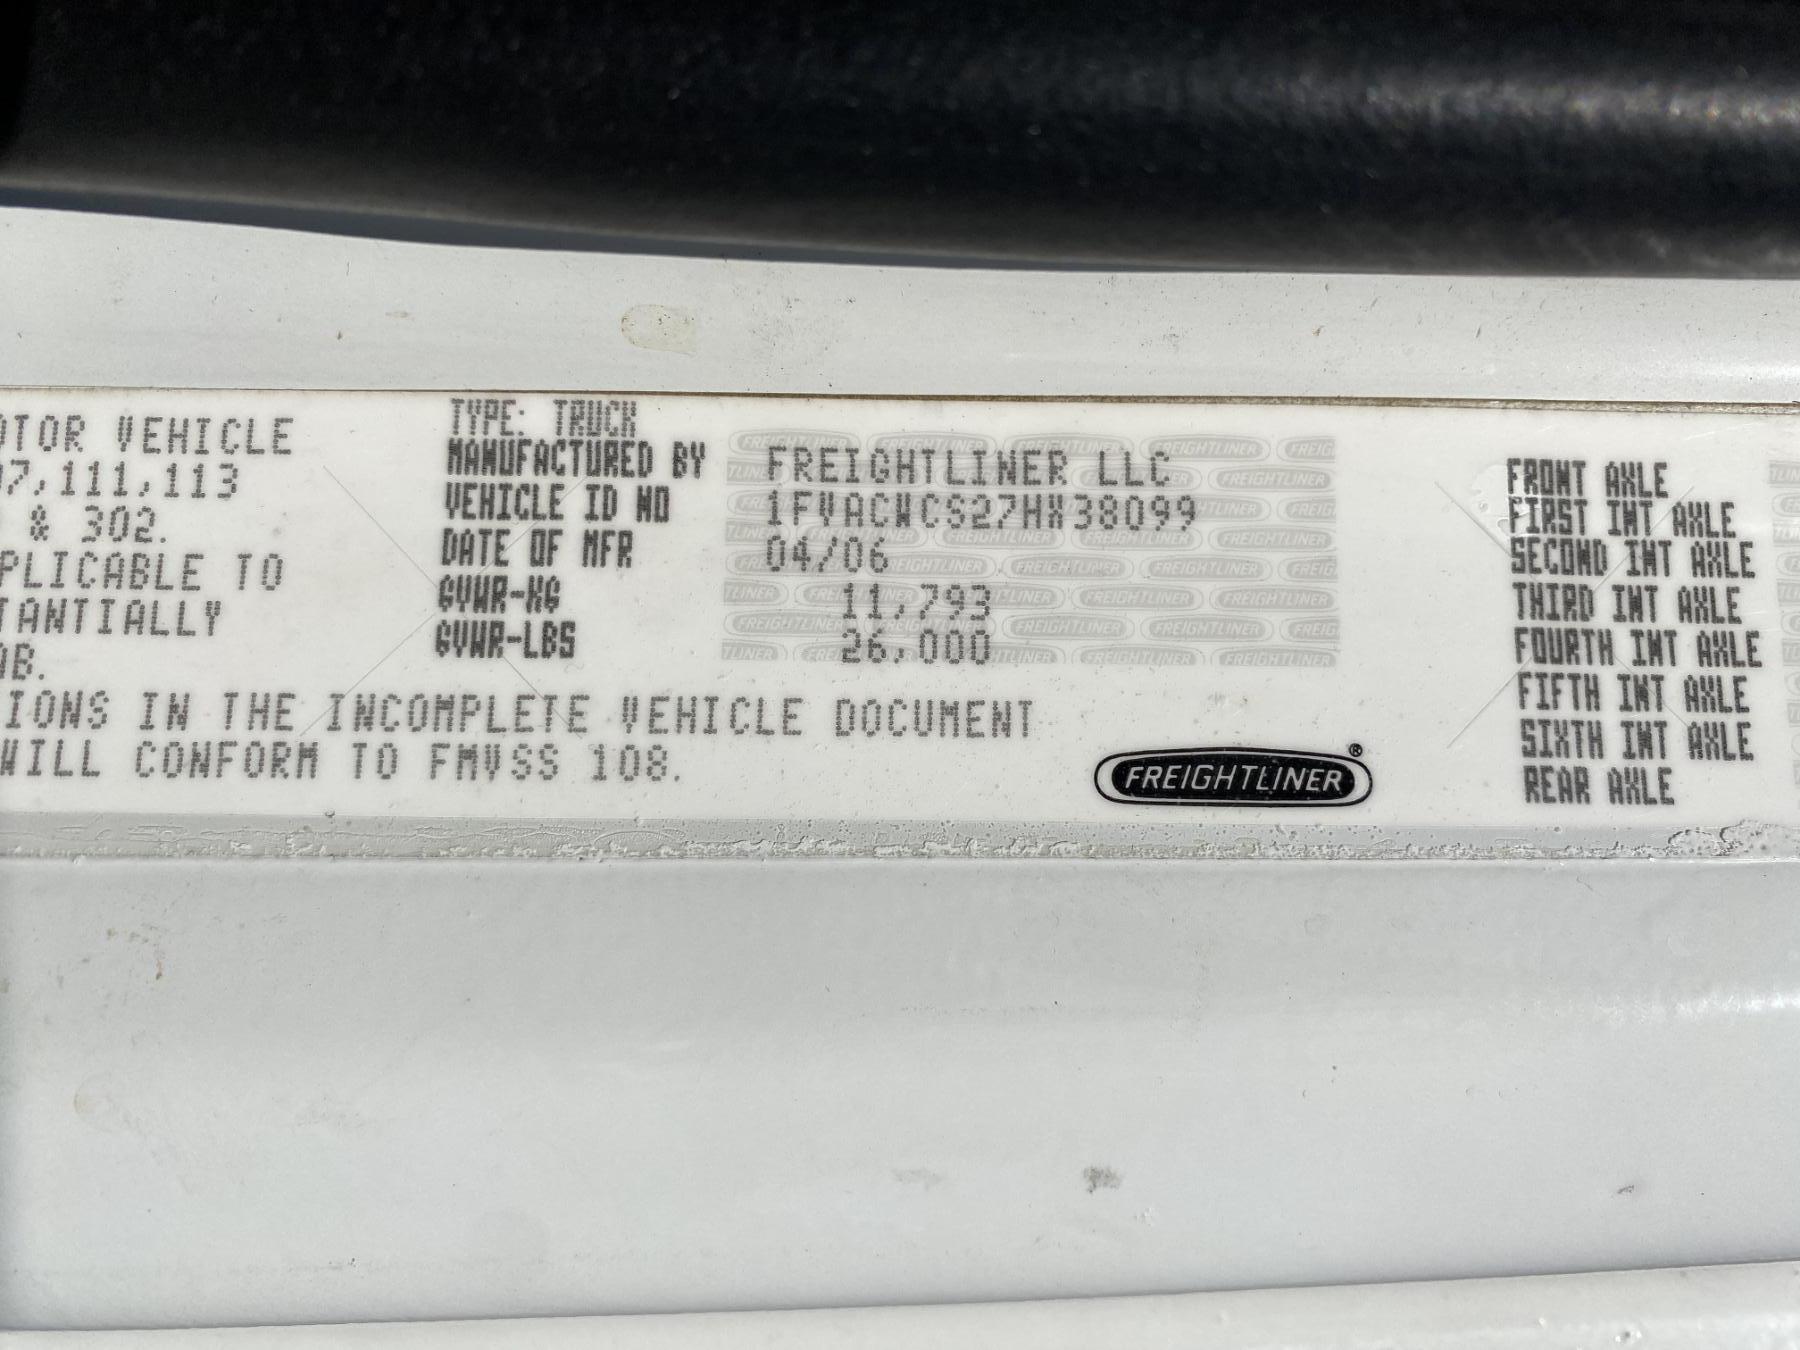 OTOR VEHICLE
07,111,113
& 302.
PLICABLE TO
TANTIALLY
AB.
IONS IN THE INCOMPLETE VEHICLE DOCUMENT
WILL CONFORM TO FMVSS 108.
TYPE: TRUCK
MANUFACTURED BY FREIGHTLINER LLC
VEHICLE ID NO 1FVACWCS27HX38099
DATE OF MFR 04/06
GVWR-KG 11,793
GVWR-LBS 26,000
FREIGHTLINER®
FRONT AXLE
FIRST INT AXLE
SECOND INT AXLE
THIRD INT AXLE
FOURTH INT AXLE
FIFTH INT AXLE
SIXTH INT AXLE
REAR AXLE